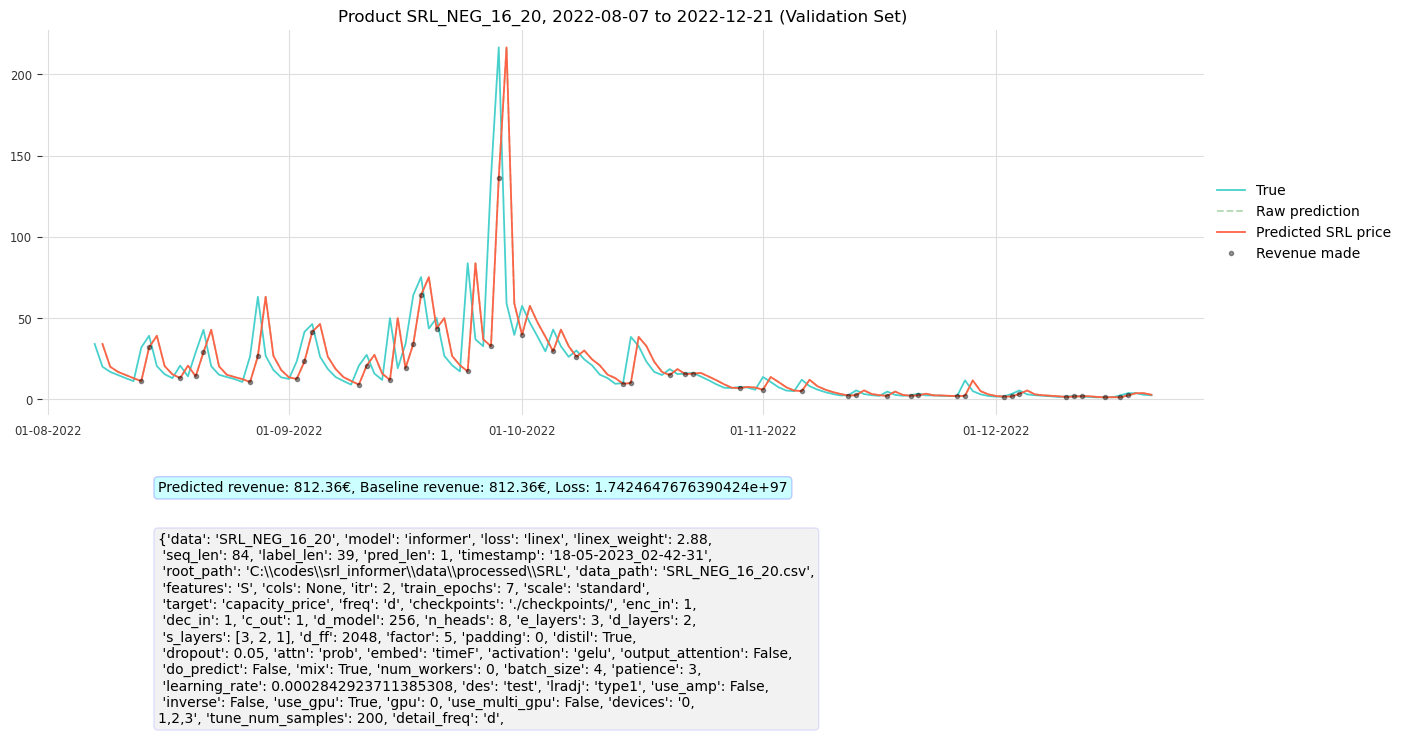 Product SRL_NEG_16_20, 2022-08-07 to 2022-12-21 (Validation Set)
200
150
100
50
0
01-08-2022
01-09-2022
01-10-2022
01-11-2022
01-12-2022
True
Raw prediction
Predicted SRL price
Revenue made
Predicted revenue: 812.36€, Baseline revenue: 812.36€, Loss: 1.7424647676390424e+97
{'data': 'SRL_NEG_16_20', 'model': 'informer', 'loss': 'linex', 'linex_weight': 2.88,
'seq_len': 84, 'label_len': 39, 'pred_len': 1, 'timestamp': '18-05-2023_02-42-31',
'root_path': 'C:\\codes\\srl_informer\\data\\processed\\SRL', 'data_path': 'SRL_NEG_16_20.csv',
'features': 'S', 'cols': None, 'itr': 2, 'train_epochs': 7, 'scale': 'standard',
'target': 'capacity_price', 'freq': 'd', 'checkpoints': './checkpoints/', 'enc_in': 1,
'dec_in': 1, 'c_out': 1, 'd_model': 256, 'n_heads': 8, 'e_layers': 3, 'd_layers': 2,
's_layers': [3, 2, 1], 'd_ff': 2048, 'factor': 5, 'padding': 0, 'distil': True,
'dropout': 0.05, 'attn': 'prob', 'embed': 'timeF', 'activation': 'gelu', 'output_attention': False,
'do_predict': False, 'mix': True, 'num_workers': 0, 'batch_size': 4, 'patience': 3,
'learning_rate': 0.0002842923711385308, 'des': 'test', 'lradj': 'type1', 'use_amp': False,
'inverse': False, 'use_gpu': True, 'gpu': 0, 'use_multi_gpu': False, 'devices': '0,
1,2,3', 'tune_num_samples': 200, 'detail_freq': 'd',